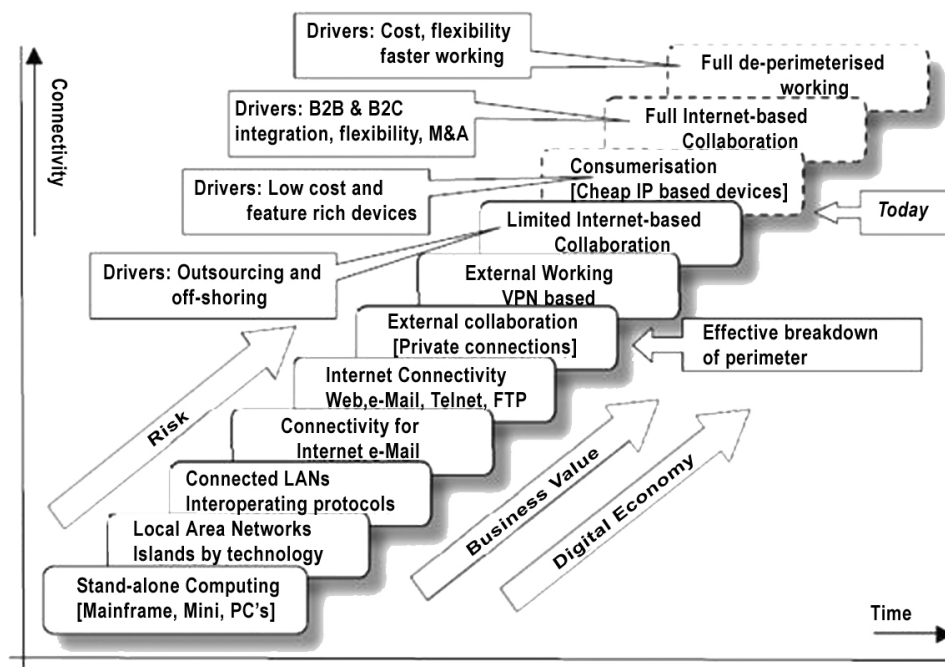 Drivers: Cost, flexibility
faster working
Full de-perimeterised
working
Connectivity
Drivers: B2B & B2C
integration, flexibility, M&A
Full Internet-based
Collaboration
Consumerisation
[Cheap IP based devices]
Drivers: Low cost and
feature rich devices
Today
Limited Internet-based
Collaboration
Drivers: Outsourcing and
off-shoring
External Working
VPN based
External collaboration
[Private connections]
Effective breakdown
of perimeter
Internet Connectivity
Web,e-Mail, Telnet, FTP
Risk
Connectivity for
Internet e-Mail
Business Value
Digital Economy
Connected LANs
Interoperating protocols
Local Area Networks
Islands by technology
Stand-alone Computing
[Mainframe, Mini, PC's]
Time